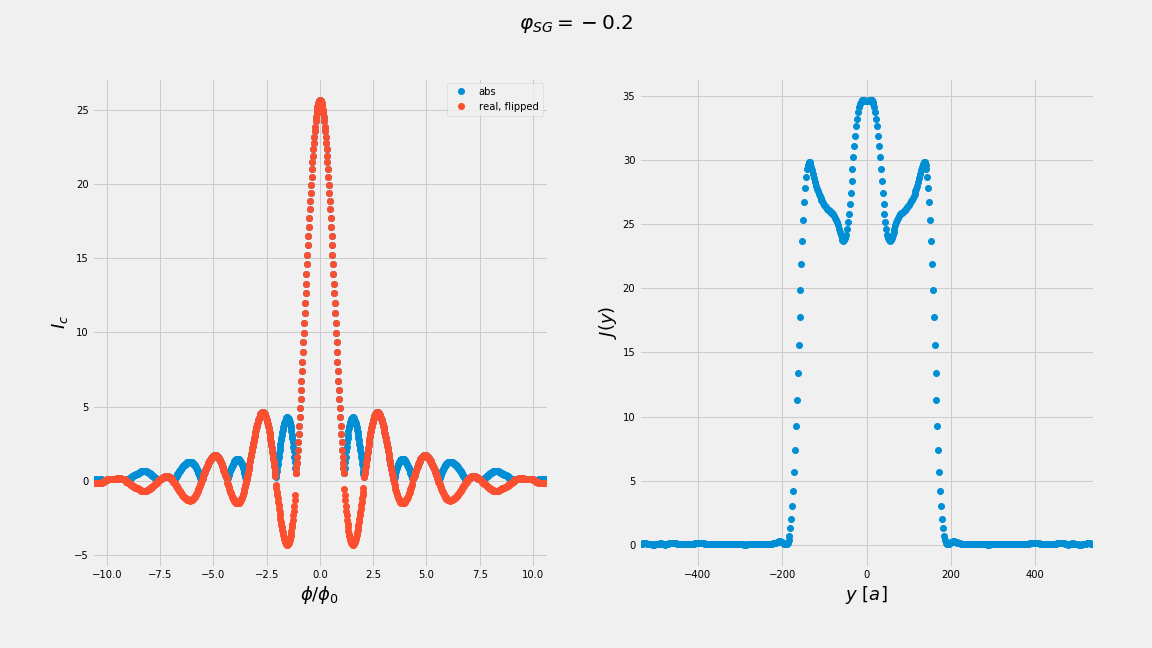 φ_SG = −0.2
abs
real, flipped
I_c
25
20
15
10
5
0
−5
−10.0 −7.5 −5.0 −2.5 0.0 2.5 5.0 7.5 10.0
ϕ/ϕ_0
J(y)
35
30
25
20
15
10
5
0
−400 −200 0 200 400
y [a]